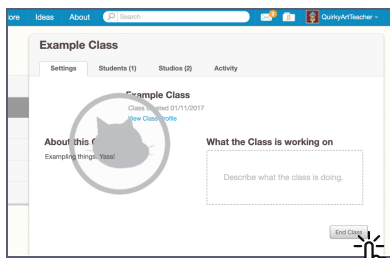 ore Ideas About Search QuirkyArtTeacher
Example Class
Settings Students (1) Studios (2) Activity
Example Class
Class created 01/11/2017
View Class Profile
About this What the Class is working on
Exampling things. Yass!
Describe what the class is doing.
End Class